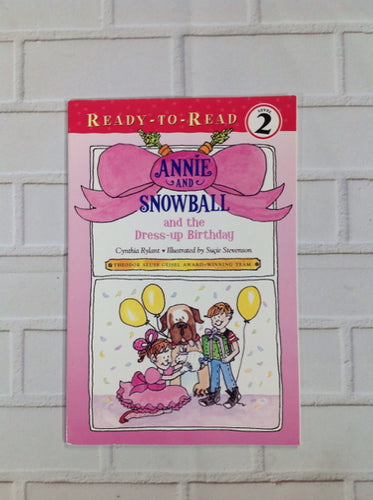 READY-TO-READ
LEVEL
2
ANNIE
AND
SNOWBALL
and the
Dress-up Birthday
Cynthia Rylant • Illustrated by Suçie Stevenson
THEODOR SEUSS GEISEL AWARD-WINNING TEAM